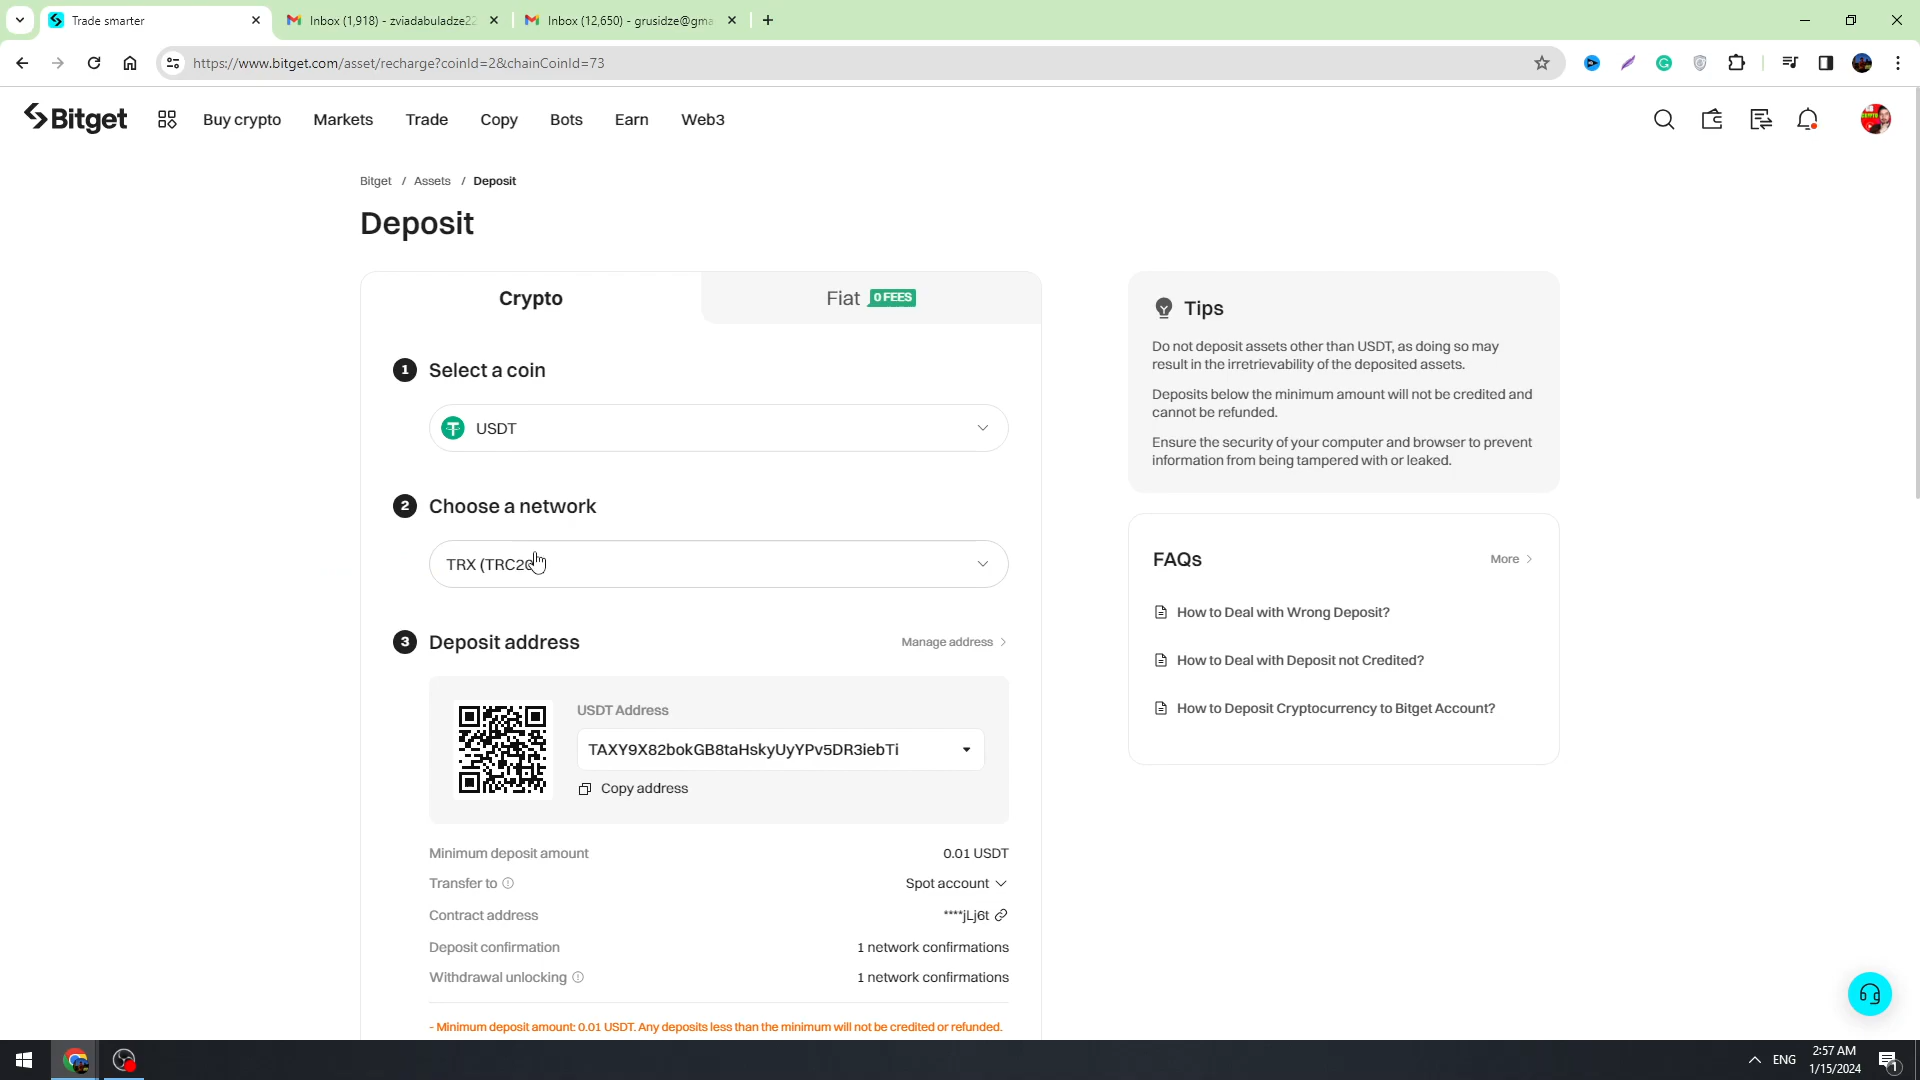 Trade smarter
Inbox (1,918) - zviadabuladze22
Inbox (12,650) - grusidze@gma
https://www.bitget.com/asset/recharge?coinId=2&chainCoinId=73
Bitget
Buy crypto
Markets
Trade
Copy
Bots
Earn
Web3
Bitget / Assets / Deposit
Deposit
Crypto
Fiat 0 FEES
1 Select a coin
USDT
2 Choose a network
TRX (TRC20
3 Deposit address
Manage address
USDT Address
TAXY9X82bokGB8taHskyUyYPv5DR3iebTi
Copy address
Minimum deposit amount 0.01 USDT
Transfer to Spot account
Contract address ****jLj6t
Deposit confirmation 1 network confirmations
Withdrawal unlocking 1 network confirmations
- Minimum deposit amount: 0.01 USDT. Any deposits less than the minimum will not be credited or refunded.
Tips
Do not deposit assets other than USDT, as doing so may
result in the irretrievability of the deposited assets.
Deposits below the minimum amount will not be credited and
cannot be refunded.
Ensure the security of your computer and browser to prevent
information from being tampered with or leaked.
FAQs
More
How to Deal with Wrong Deposit?
How to Deal with Deposit not Credited?
How to Deposit Cryptocurrency to Bitget Account?
ENG
2:57 AM
1/15/2024
1